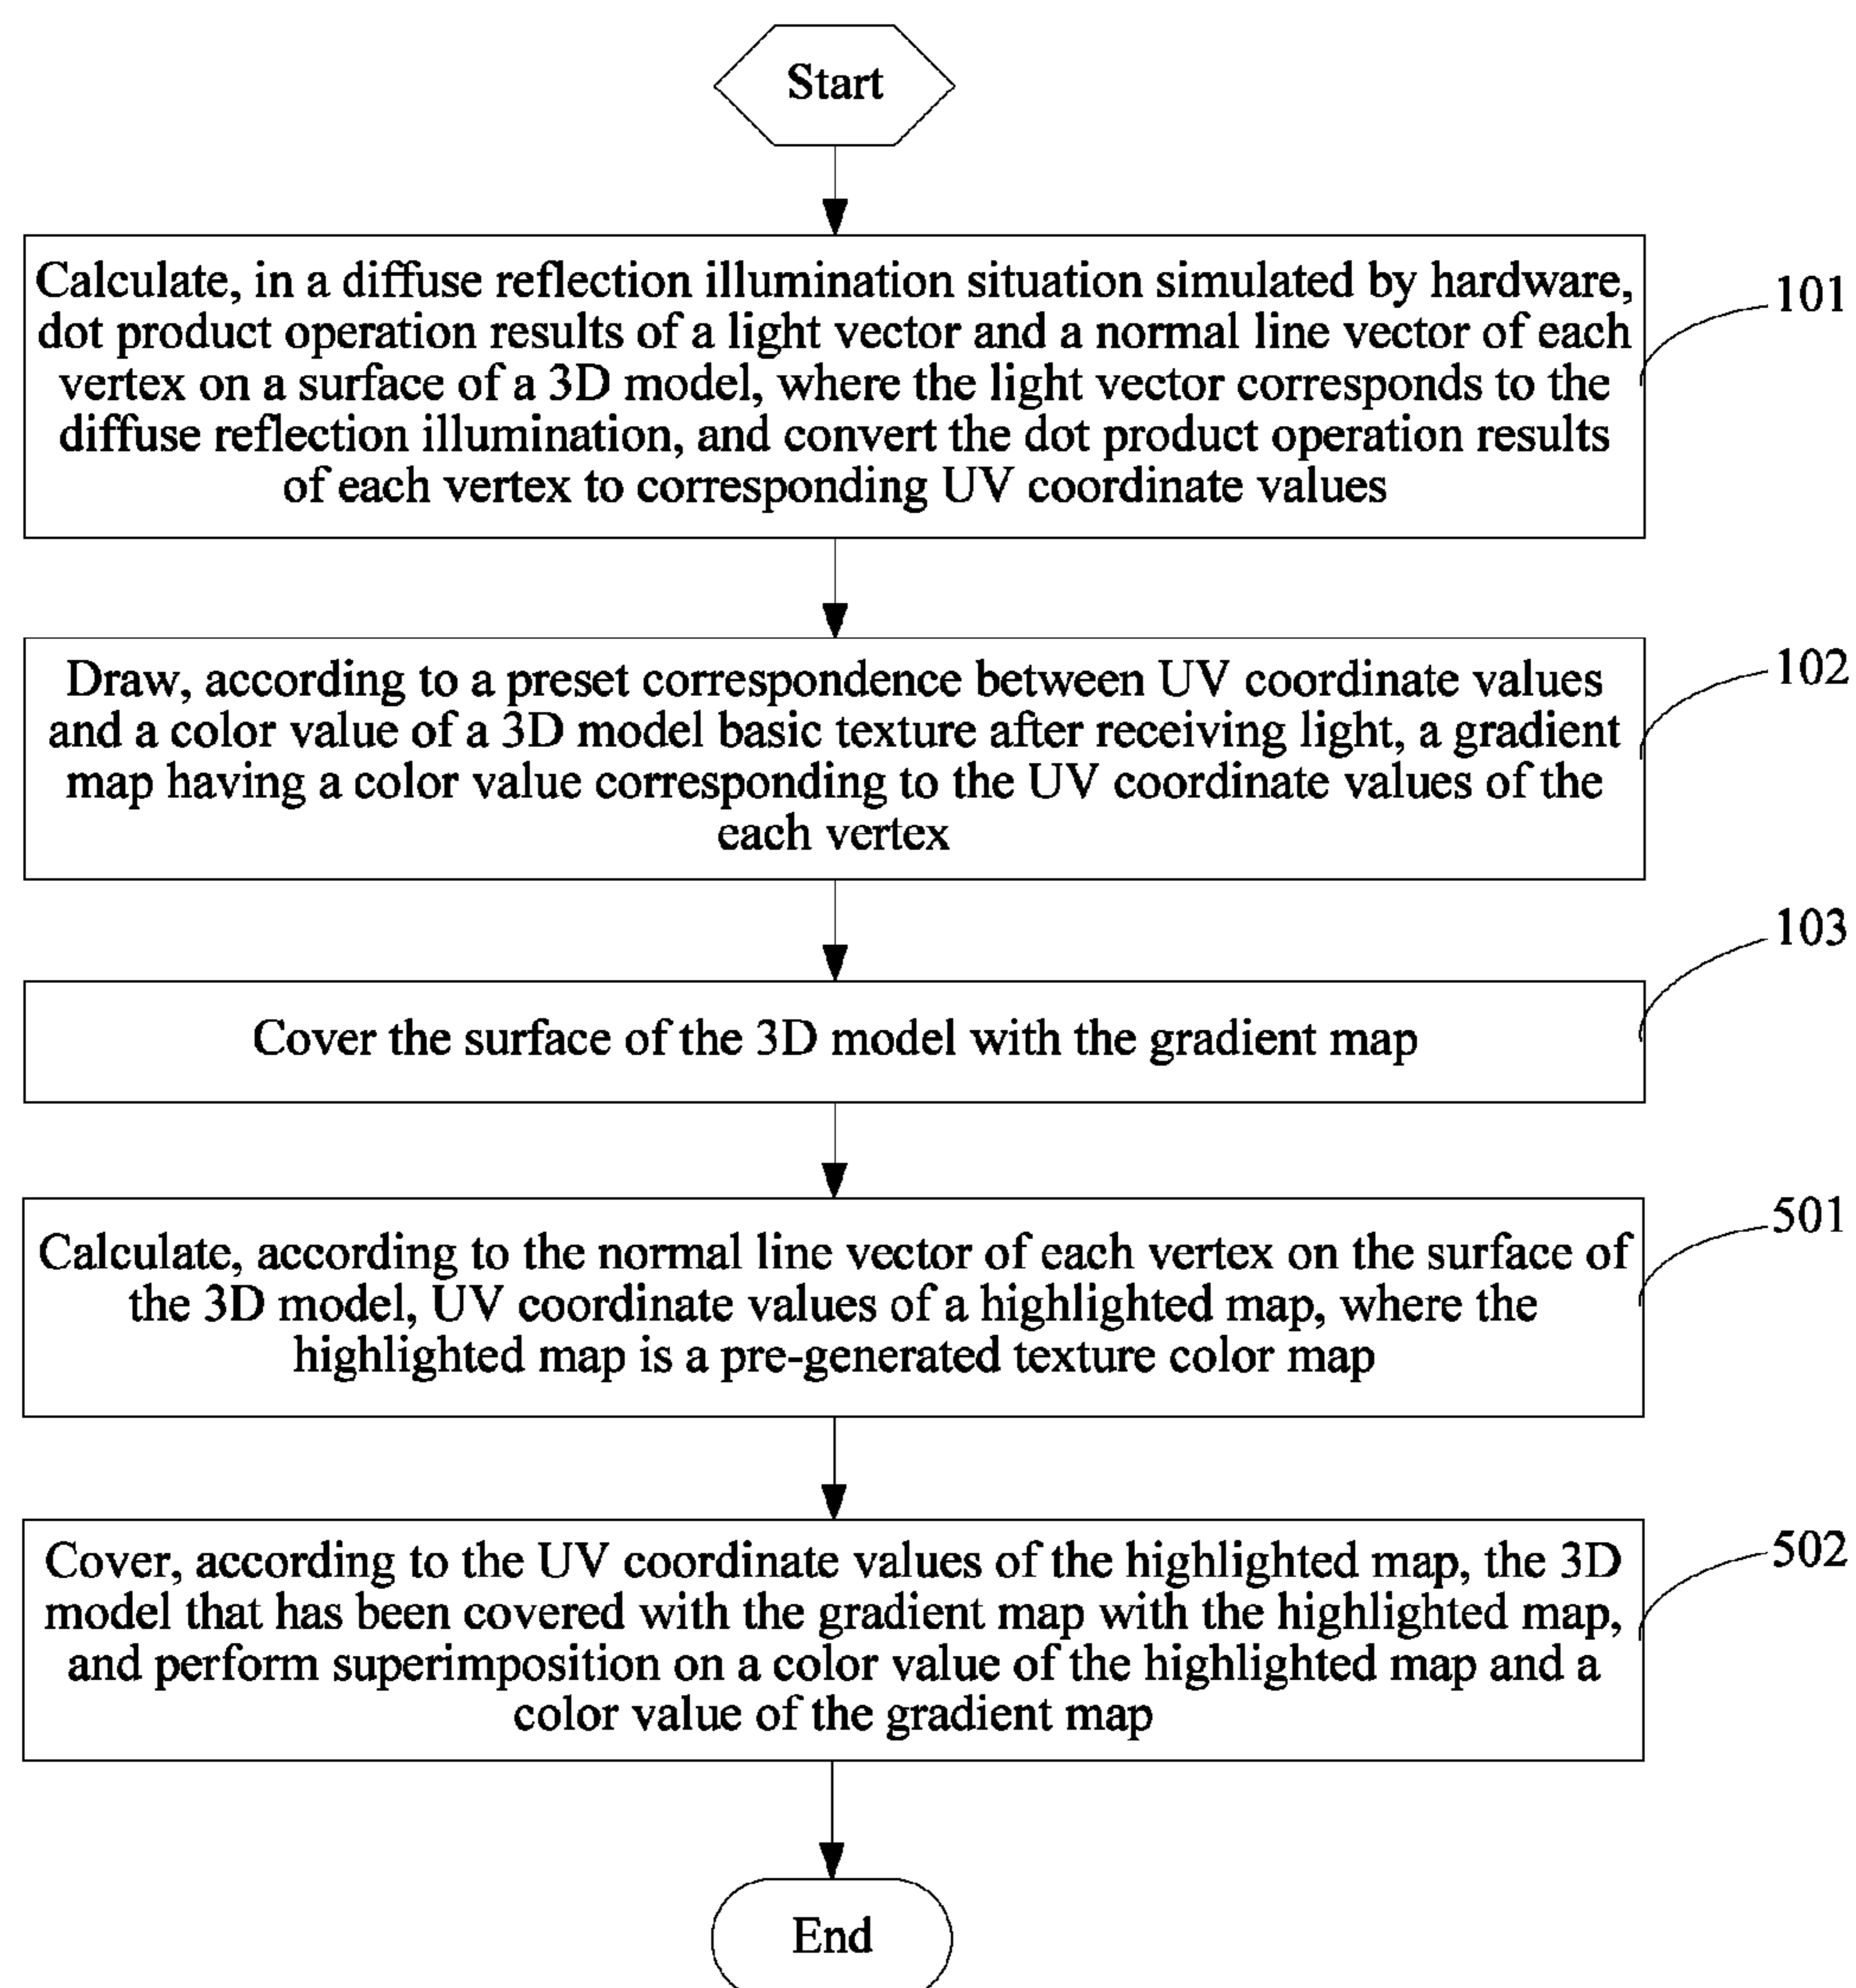 Start
Calculate, in a diffuse reflection illumination situation simulated by hardware,
dot product operation results of a light vector and a normal line vector of each
vertex on a surface of a 3D model, where the light vector corresponds to the
diffuse reflection illumination, and convert the dot product operation results
of each vertex to corresponding UV coordinate values
101
Draw, according to a preset correspondence between UV coordinate values
and a color value of a 3D model basic texture after receiving light, a gradient
map having a color value corresponding to the UV coordinate values of the
each vertex
102
Cover the surface of the 3D model with the gradient map
103
Calculate, according to the normal line vector of each vertex on the surface of
the 3D model, UV coordinate values of a highlighted map, where the
highlighted map is a pre-generated texture color map
501
Cover, according to the UV coordinate values of the highlighted map, the 3D
model that has been covered with the gradient map with the highlighted map,
and perform superimposition on a color value of the highlighted map and a
color value of the gradient map
502
End